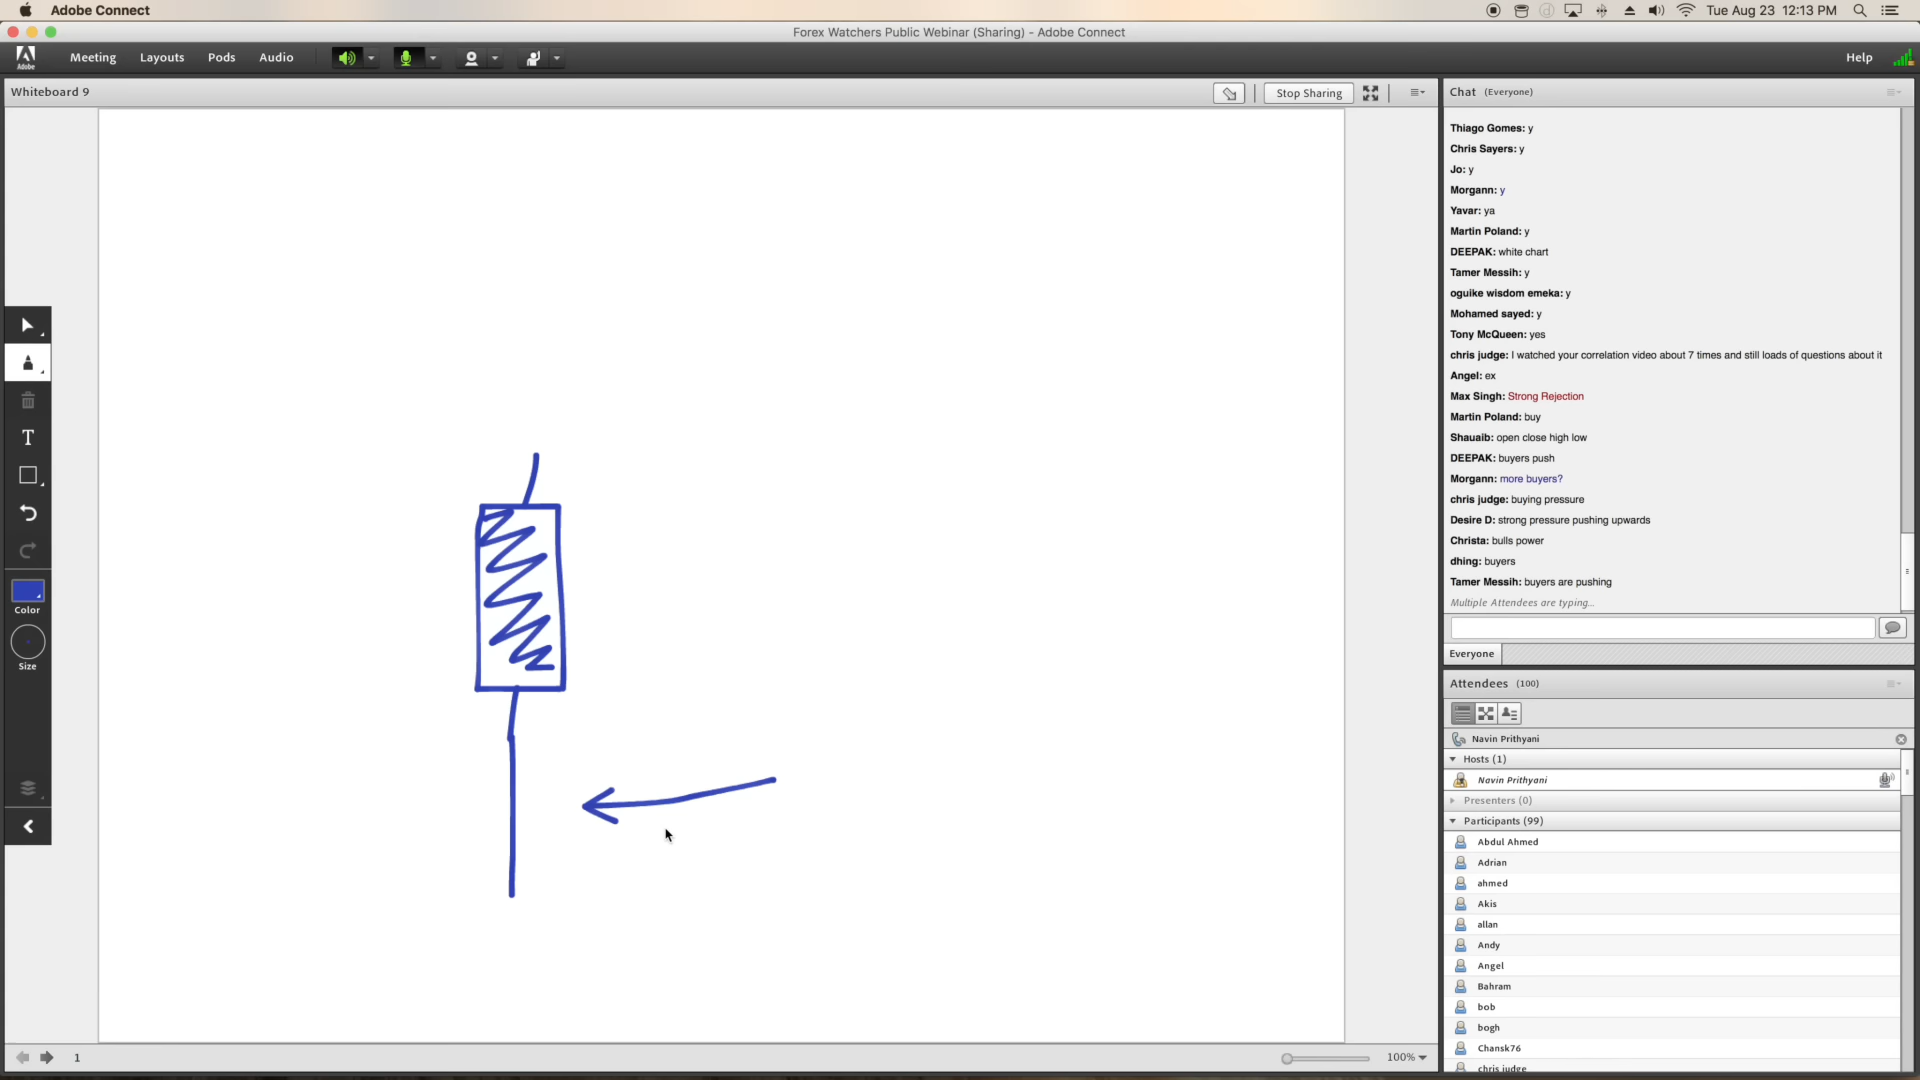 Adobe Connect
Tue Aug 23 12:13 PM
Forex Watchers Public Webinar (Sharing) - Adobe Connect
Adobe
Meeting
Layouts
Pods
Audio
Help
Whiteboard 9
Stop Sharing
T
Color
Size
1
100%
Chat (Everyone)
Thiago Gomes: y
Chris Sayers: y
Jo: y
Morgann: y
Yavar: ya
Martin Poland: y
DEEPAK: white chart
Tamer Messih: y
oguike wisdom emeka: y
Mohamed sayed: y
Tony McQueen: yes
chris judge: I watched your correlation video about 7 times and still loads of questions about it
Angel: ex
Max Singh: Strong Rejection
Martin Poland: buy
Shauaib: open close high low
DEEPAK: buyers push
Morgann: more buyers?
chris judge: buying pressure
Desire D: strong pressure pushing upwards
Christa: bulls power
dhing: buyers
Tamer Messih: buyers are pushing
Multiple Attendees are typing...
Everyone
Attendees (100)
Navin Prithyani
Hosts (1)
Navin Prithyani
Presenters (0)
Participants (99)
Abdul Ahmed
Adrian
ahmed
Akis
allan
Andy
Angel
Bahram
bob
bogh
Chansk76
chris judge